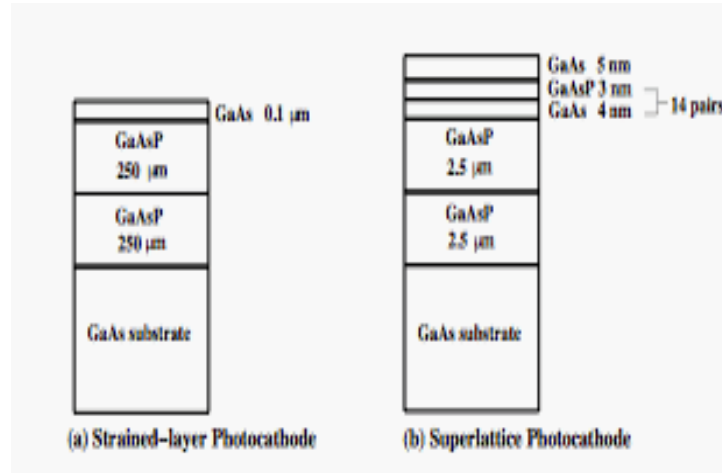 GaAs 0.1 μm
GaAsP
250 μm
GaAsP
250 μm
GaAs substrate
(a) Strained-layer Photocathode
GaAs 5 nm
GaAsP 3 nm
GaAs 4 nm
14 pairs
GaAsP
2.5 μm
GaAsP
2.5 μm
GaAs substrate
(b) Superlattice Photocathode